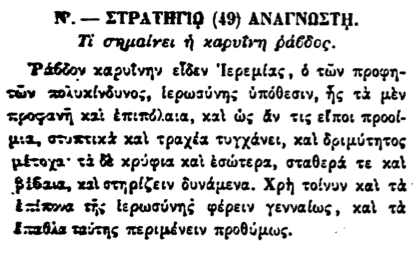 Νʹ. — ΣΤΡΑΤΗΓΙῼ (49) ἈΝΑΓΝΩΣΤῌ.
Τί σημαίνει ἡ καρυΐνη ῥάβδος.
Ῥάβδον καρυΐνην εἶδεν Ἱερεμίας, ὁ τῶν προφη-
τῶν πολυκίνδυνος, ἱερωσύνης ὑπόθεσιν, ἧς τὰ μὲν
προφανῆ καὶ ἐπιπόλαια, καὶ ὡς ἄν τις εἴποι προοί-
μια, στυπτικὰ καὶ τραχέα τυγχάνει, καὶ δριμύτητος
μέτοχα· τὰ δὲ κρύφια καὶ ἐσώτερα, σταθερά τε καὶ
βέβαια, καὶ στηρίζειν δυνάμενα. Χρὴ τοίνυν καὶ τὰ
ἐπίπονα τῆς ἱερωσύνης φέρειν γενναίως, καὶ τὰ
ἔπαθλα ταύτης περιμένειν προθύμως.